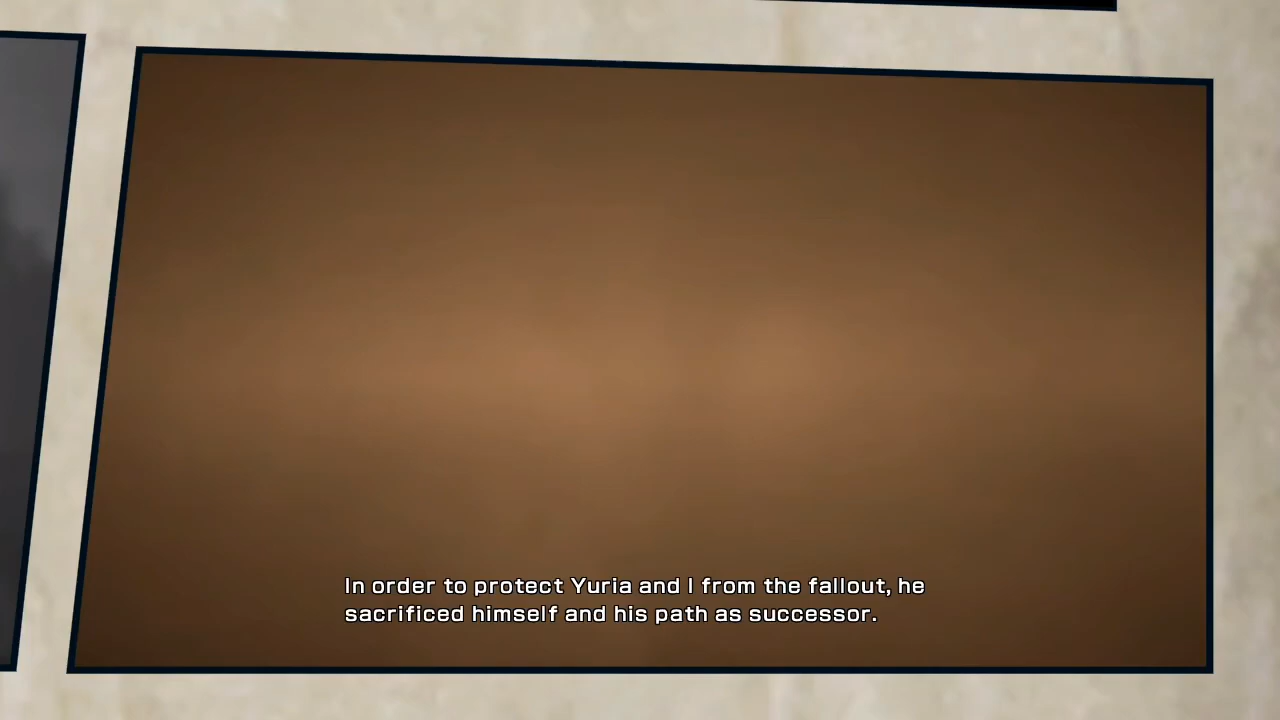 In order to protect Yuria and I from the fallout, he
sacrificed himself and his path as successor.